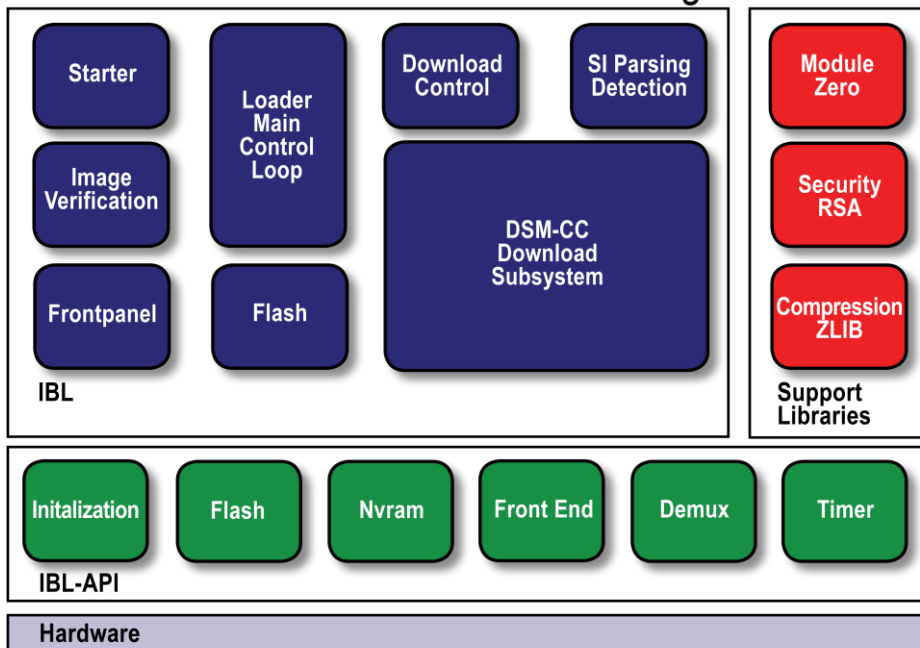 Starter
Loader
Main
Control
Loop
Download
Control
SI Parsing
Detection
Module
Zero
Image
Verification
DSM-CC
Download
Subsystem
Security
RSA
Frontpanel
Flash
Compression
ZLIB
IBL
Support
Libraries
Initalization
Flash
Nvram
Front End
Demux
Timer
IBL-API
Hardware